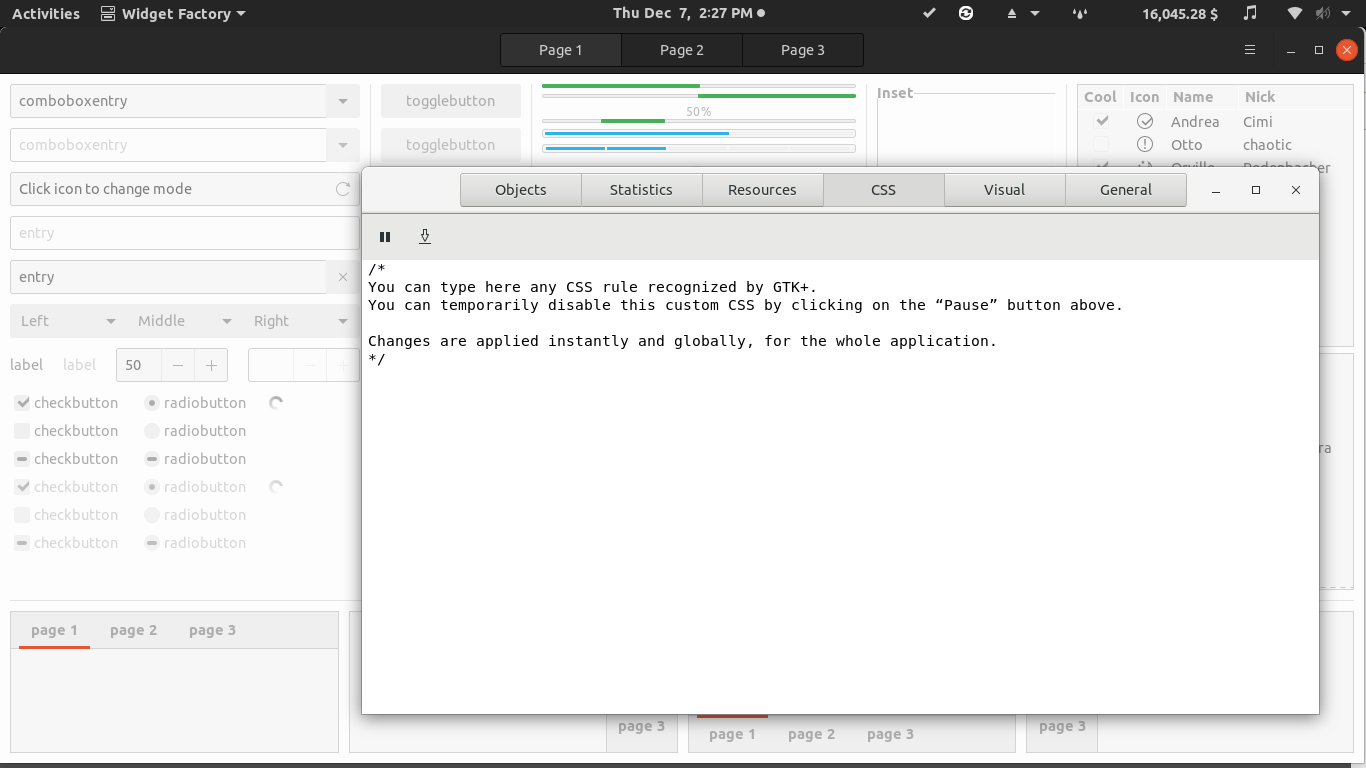 Activities Widget Factory Thu Dec 7, 2:27 PM 16,045.28 $
Page 1 Page 2 Page 3
comboboxentry
togglebutton
50%
Inset
Cool Icon Name Nick
Andrea Cimi
comboboxentry
togglebutton
Otto chaotic
Orville Redenbacher
Click icon to change mode
Objects Statistics Resources CSS Visual General
entry
entry
/*
You can type here any CSS rule recognized by GTK+.
You can temporarily disable this custom CSS by clicking on the “Pause” button above.
Changes are applied instantly and globally, for the whole application.
*/
Left Middle Right
label label 50
checkbutton radiobutton
checkbutton radiobutton
checkbutton radiobutton
checkbutton radiobutton
checkbutton radiobutton
checkbutton radiobutton
ra
page 1 page 2 page 3
page 3
page 1 page 2 page 3
page 3